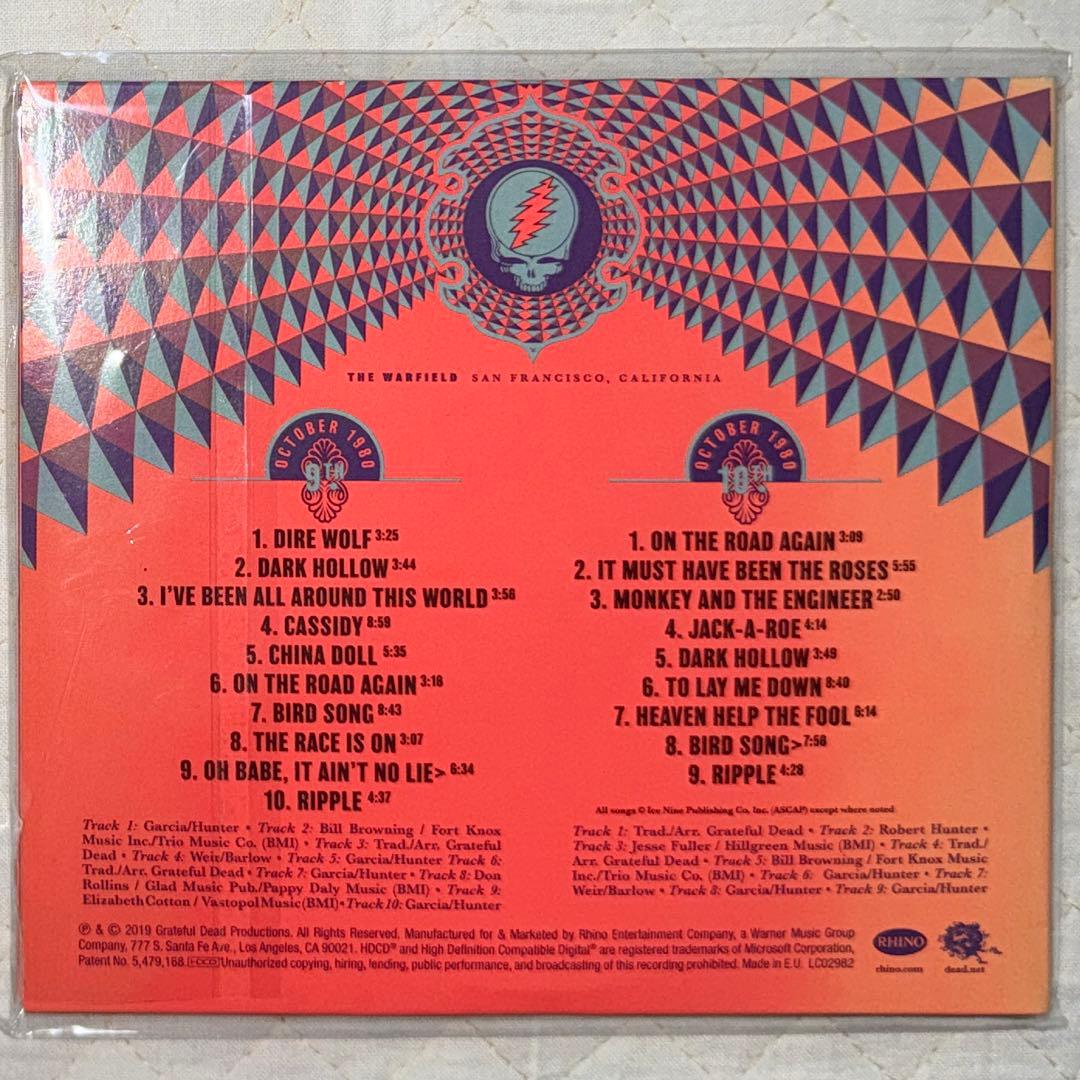 THE WARFIELD SAN FRANCISCO, CALIFORNIA
OCTOBER 1980
9TH
1. DIRE WOLF 3:25
2. DARK HOLLOW 3:44
3. I'VE BEEN ALL AROUND THIS WORLD 3:56
4. CASSIDY 8:59
5. CHINA DOLL 5:35
6. ON THE ROAD AGAIN 3:16
7. BIRD SONG 8:43
8. THE RACE IS ON 3:07
9. OH BABE, IT AIN'T NO LIE> 6:34
10. RIPPLE 4:37
Track 1: Garcia/Hunter • Track 2: Bill Browning / Fort Knox
Music Inc./Trio Music Co. (BMI) • Track 3: Trad./Arr. Grateful
Dead • Track 4: Weir/Barlow • Track 5: Garcia/Hunter Track 6:
Trad./Arr. Grateful Dead • Track 7: Garcia/Hunter • Track 8: Don
Rollins / Glad Music Pub./Pappy Daly Music (BMI) • Track 9:
Elizabeth Cotton / Vastopol Music (BMI) • Track 10: Garcia/Hunter
OCTOBER 1980
10TH
1. ON THE ROAD AGAIN 3:09
2. IT MUST HAVE BEEN THE ROSES 5:55
3. MONKEY AND THE ENGINEER 2:50
4. JACK-A-ROE 4:14
5. DARK HOLLOW 3:49
6. TO LAY ME DOWN 8:40
7. HEAVEN HELP THE FOOL 6:14
8. BIRD SONG> 7:56
9. RIPPLE 4:28
All songs © Ice Nine Publishing Co, Inc. (ASCAP) except where noted
Track 1: Trad./Arr. Grateful Dead • Track 2: Robert Hunter •
Track 3: Jesse Fuller / Hillgreen Music (BMI) • Track 4: Trad./
Arr. Grateful Dead • Track 5: Bill Browning / Fort Knox Music
Inc./Trio Music Co. (BMI) • Track 6: Garcia/Hunter • Track 7:
Weir/Barlow • Track 8: Garcia/Hunter • Track 9: Garcia/Hunter
℗ & © 2019 Grateful Dead Productions. All Rights Reserved. Manufactured for & Marketed by Rhino Entertainment Company, a Warner Music Group
Company, 777 S. Santa Fe Ave., Los Angeles, CA 90021. HDCD® and High Definition Compatible Digital® are registered trademarks of Microsoft Corporation,
Patent No. 5,479,168. HDCD Unauthorized copying, hiring, lending, public performance, and broadcasting of this recording prohibited. Made in E.U. LC02982
RHINO
rhino.com
dead.net